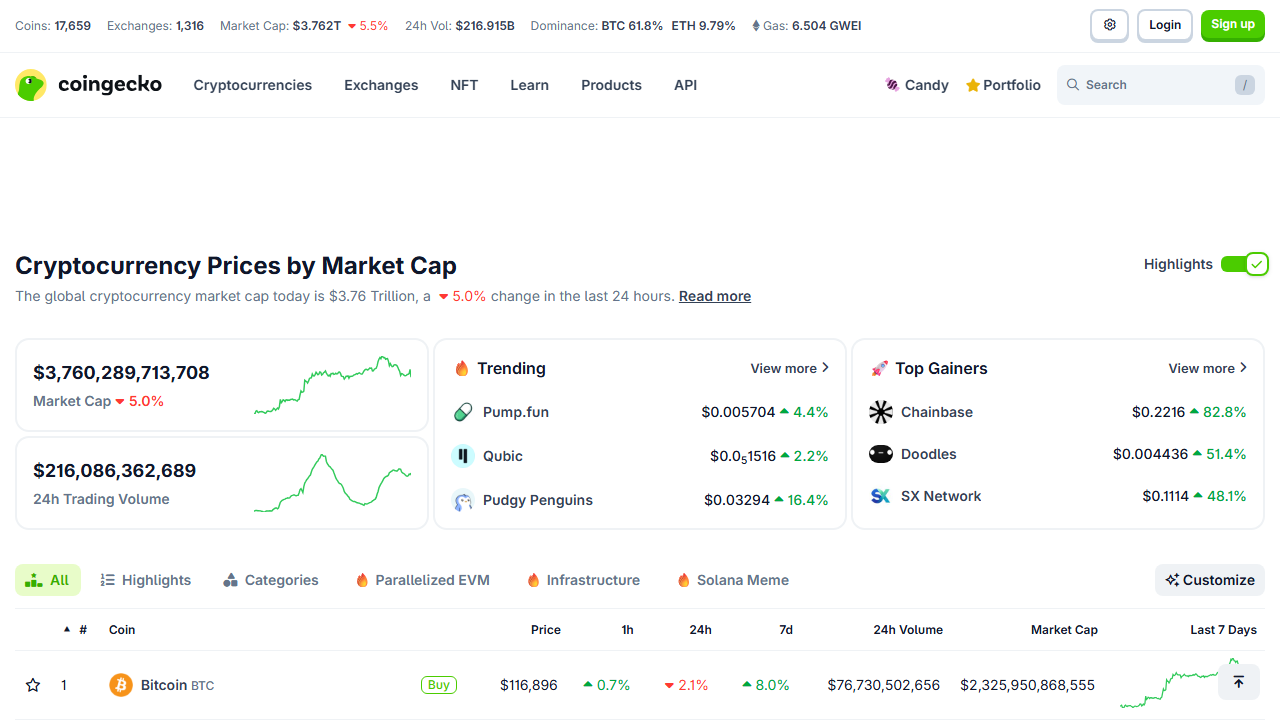 Coins: 17,659 Exchanges: 1,316 Market Cap: $3.762T 5.5% 24h Vol: $216.915B Dominance: BTC 61.8% ETH 9.79% Gas: 6.504 GWEI Login Sign up
coingecko Cryptocurrencies Exchanges NFT Learn Products API Candy Portfolio Search /
Cryptocurrency Prices by Market Cap Highlights
The global cryptocurrency market cap today is $3.76 Trillion, a 5.0% change in the last 24 hours. Read more
$3,760,289,713,708
Market Cap 5.0%
$216,086,362,689
24h Trading Volume
Trending View more
Pump.fun $0.005704 4.4%
Qubic $0.0₅1516 2.2%
Pudgy Penguins $0.03294 16.4%
Top Gainers View more
Chainbase $0.2216 82.8%
Doodles $0.004436 51.4%
SX Network $0.1114 48.1%
All Highlights Categories Parallelized EVM Infrastructure Solana Meme Customize
# Coin Price 1h 24h 7d 24h Volume Market Cap Last 7 Days
1 Bitcoin BTC Buy $116,896 0.7% 2.1% 8.0% $76,730,502,656 $2,325,950,868,555